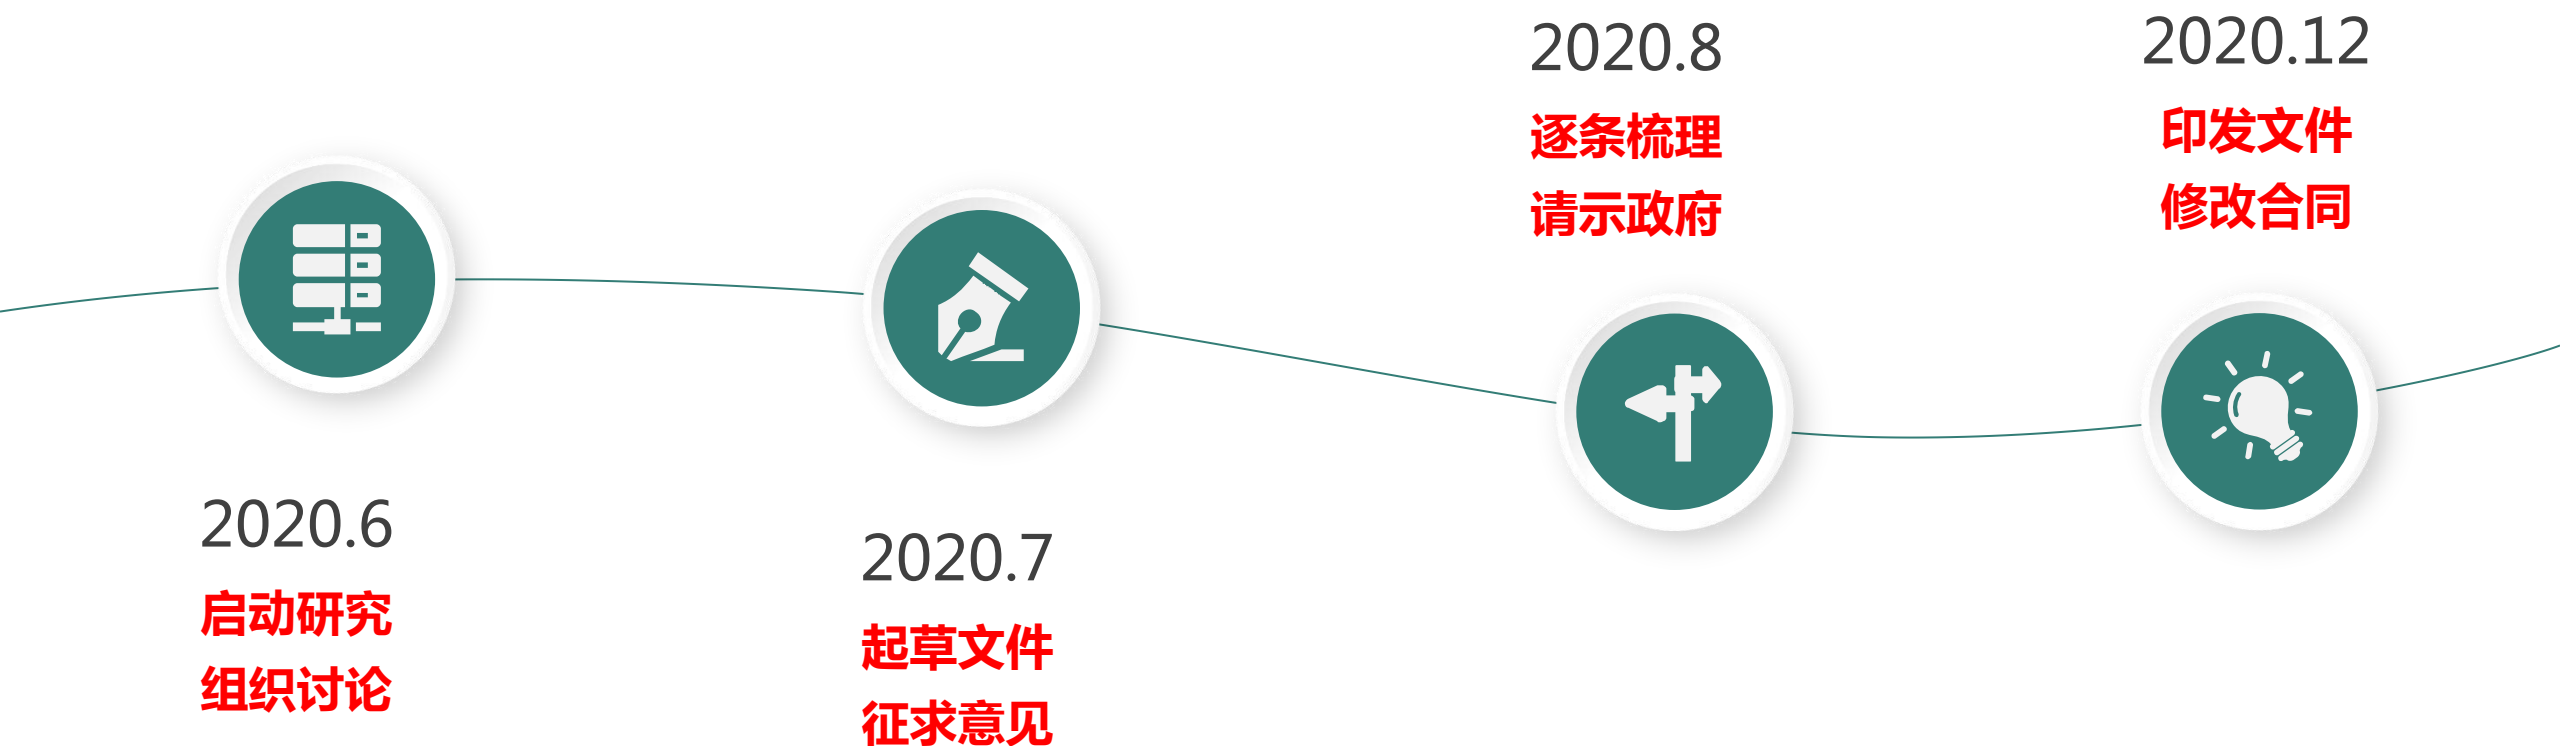 2020.6
启动研究
组织讨论
2020.7
起草文件
征求意见
2020.8
逐条梳理
请示政府
2020.12
印发文件
修改合同